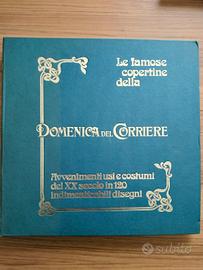 Le famose
copertine
della
DOMENICA DEL CORRIERE
Avvenimenti usi e costumi
del XX secolo in 120
indimenticabili disegni
subito